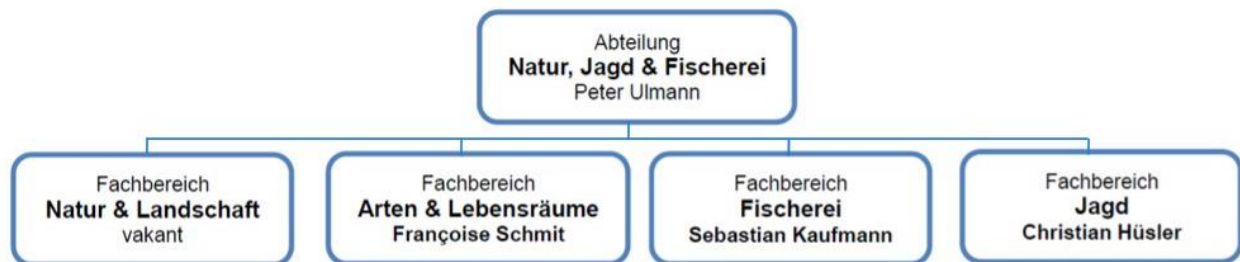 Abteilung
Natur, Jagd & Fischerei
Peter Ulmann
Fachbereich
Natur & Landschaft
vakant
Fachbereich
Arten & Lebensräume
Françoise Schmit
Fachbereich
Fischerei
Sebastian Kaufmann
Fachbereich
Jagd
Christian Hüsler